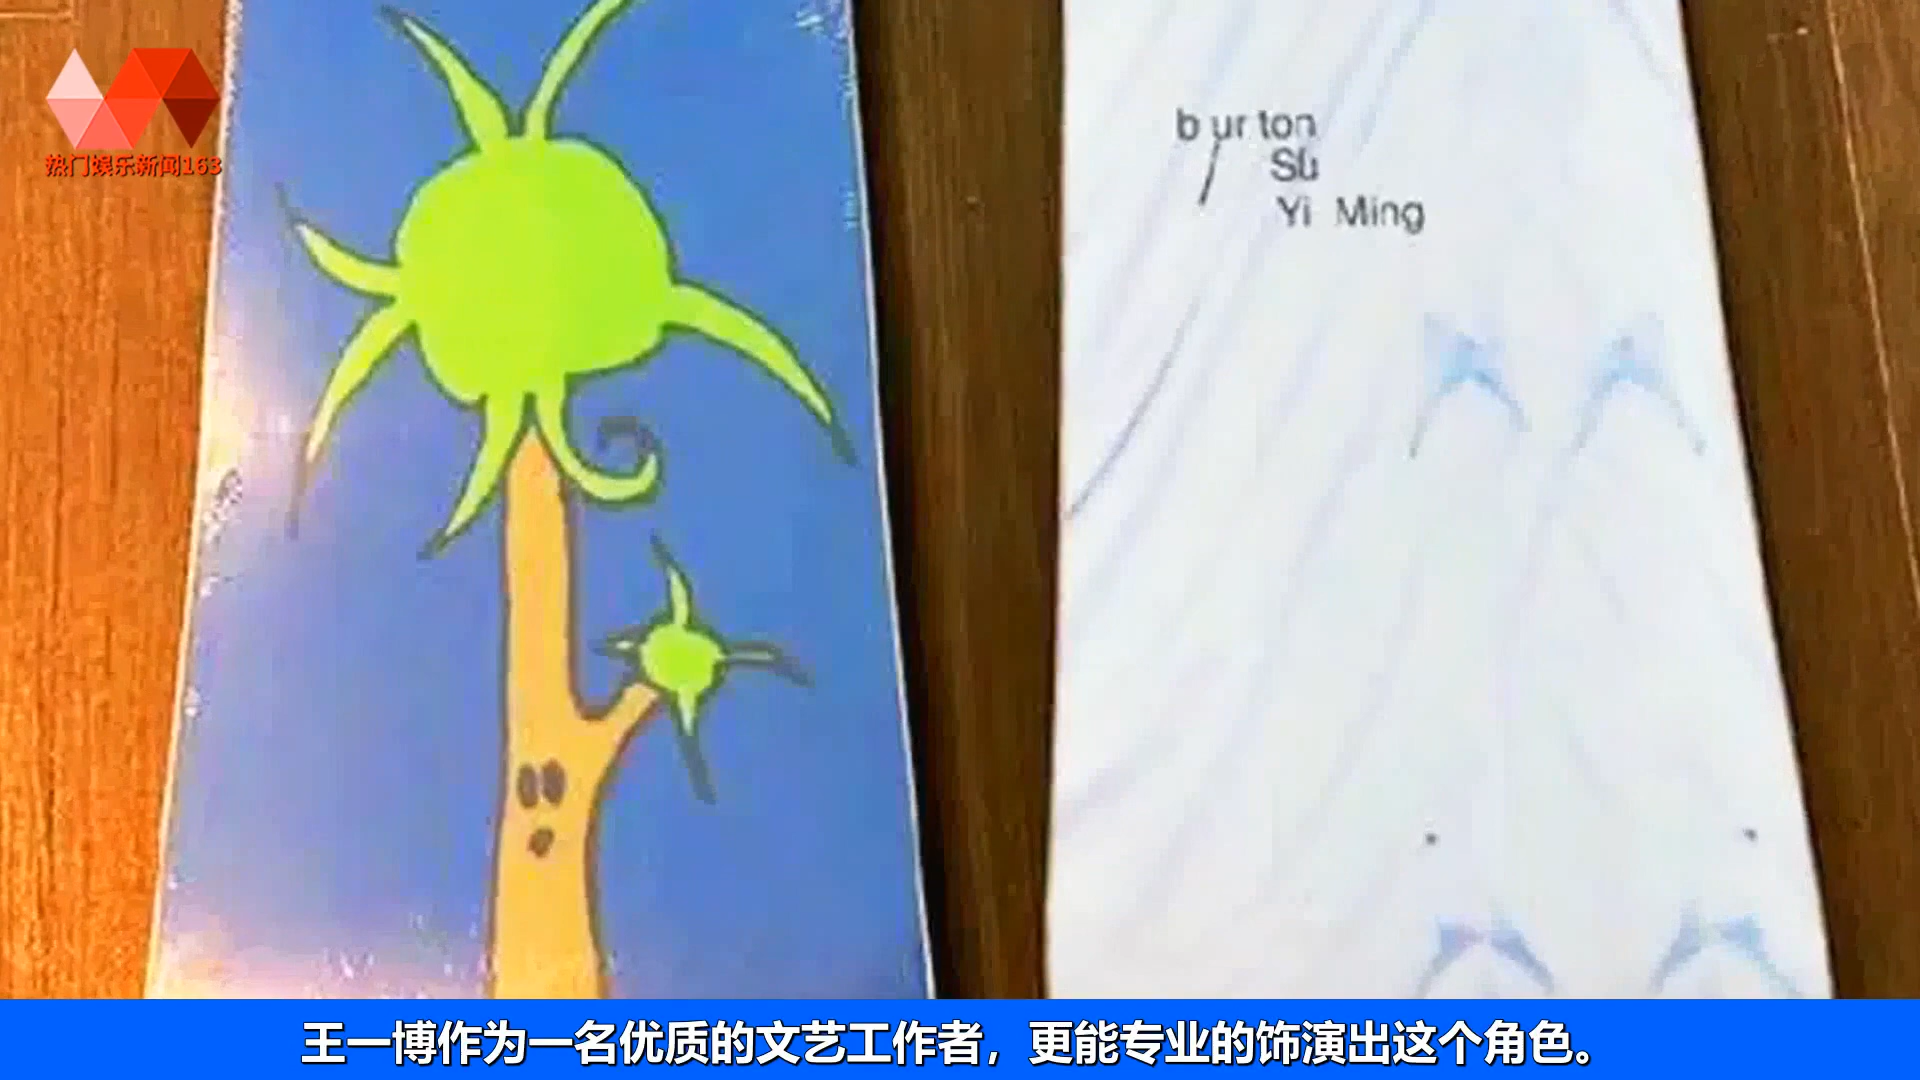 热门娱乐新闻163
b ur ton
Su
Yi Ming
王一博作为一名优质的文艺工作者，更能专业的饰演出这个角色。